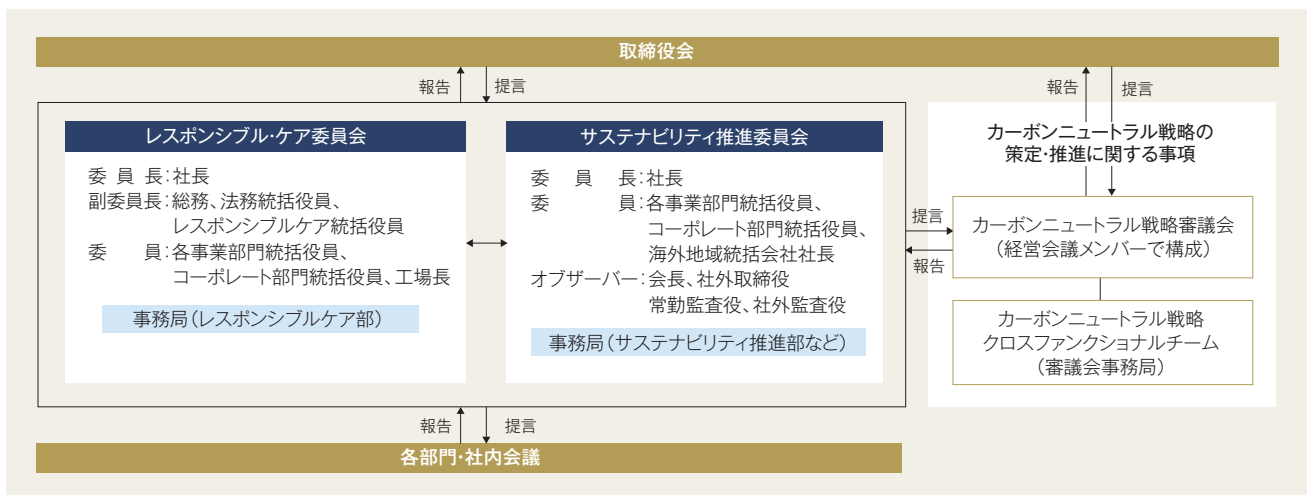 取締役会
報告
提言
レスポンシブル・ケア委員会
委員長：社長
副委員長：総務、法務統括役員、
レスポンシブルケア統括役員
委員：各事業部門統括役員、
コーポレート部門統括役員、工場長
事務局（レスポンシブルケア部）
サステナビリティ推進委員会
委員長：社長
委員：各事業部門統括役員、
コーポレート部門統括役員、
海外地域統括会社社長
オブザーバー：会長、社外取締役
常勤監査役、社外監査役
事務局（サステナビリティ推進部など）
報告
提言
各部門・社内会議
提言
報告
報告
提言
カーボンニュートラル戦略の
策定・推進に関する事項
カーボンニュートラル戦略審議会
（経営会議メンバーで構成）
カーボンニュートラル戦略
クロスファンクショナルチーム
（審議会事務局）